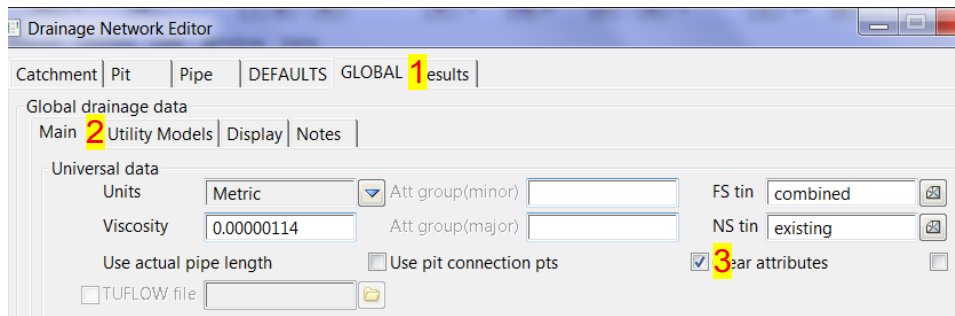 Drainage Network Editor
Catchment Pit Pipe DEFAULTS GLOBAL 1 esults
Global drainage data
Main 2 Utility Models Display Notes
Universal data
Units Metric Att group(minor) FS tin combined
Viscosity 0.00000114 Att group(major) NS tin existing
Use actual pipe length Use pit connection pts 3 ear attributes
TUFLOW file